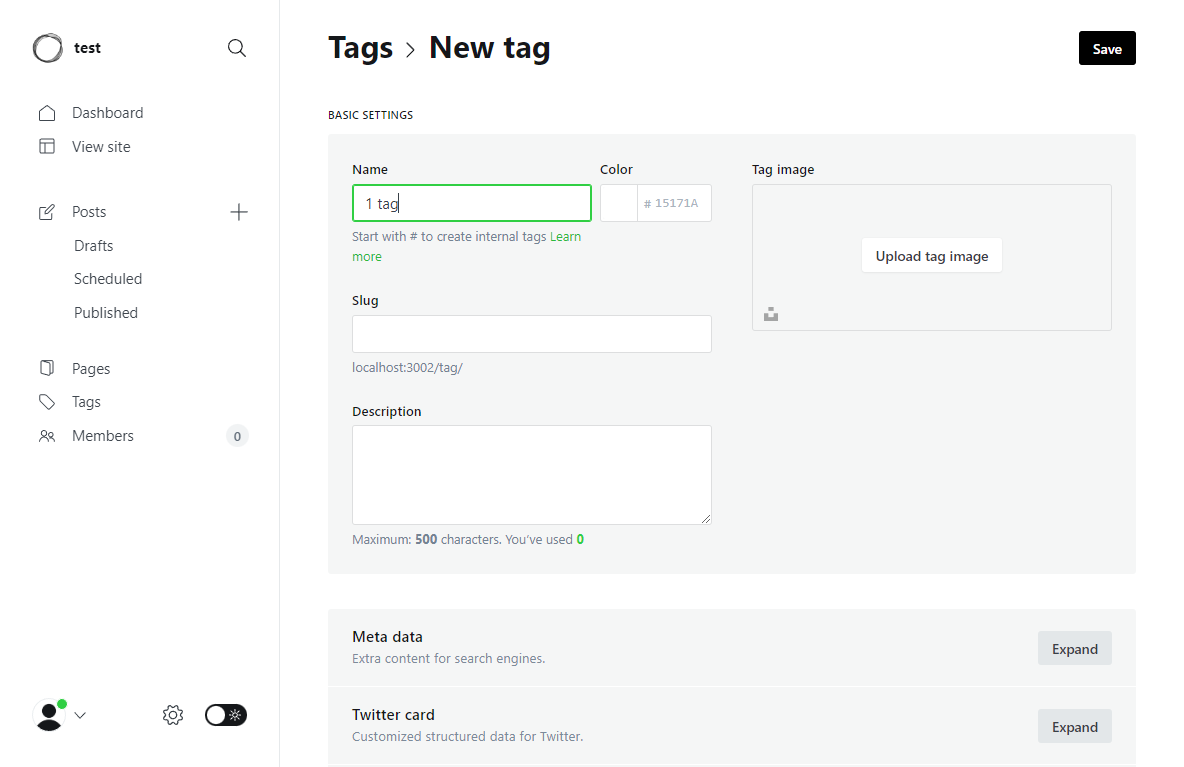 test
Dashboard
View site
Posts
Drafts
Scheduled
Published
Pages
Tags
Members
0
Tags > New tag
Save
BASIC SETTINGS
Name
1 tag
Start with # to create internal tags Learn
more
Color
# 15171A
Tag image
Upload tag image
Slug
localhost:3002/tag/
Description
Maximum: 500 characters. You’ve used 0
Meta data
Extra content for search engines.
Expand
Twitter card
Customized structured data for Twitter.
Expand